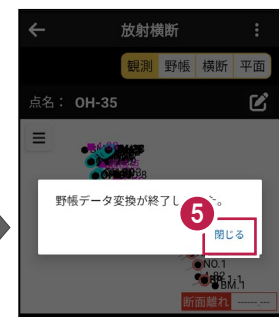 放射横断
観測 野帳 横断 平面
点名： OH-35
野帳データ変換が終了し
た。
5
閉じる
NO.1
BM.1
断面離れ